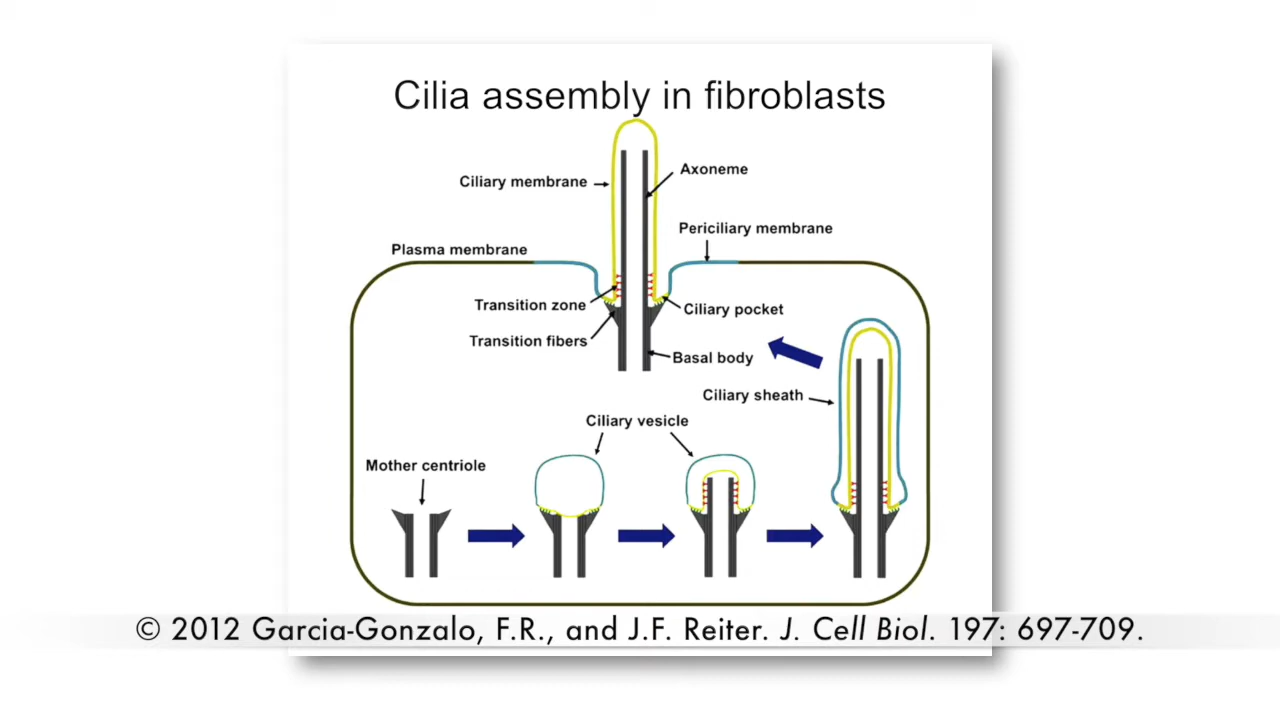 Cilia assembly in fibroblasts
Ciliary membrane
Axoneme
Periciliary membrane
Plasma membrane
Transition zone
Ciliary pocket
Transition fibers
Basal body
Ciliary sheath
Ciliary vesicle
Mother centriole
© 2012 Garcia-Gonzalo, F.R., and J.F. Reiter. J. Cell Biol. 197: 697-709.